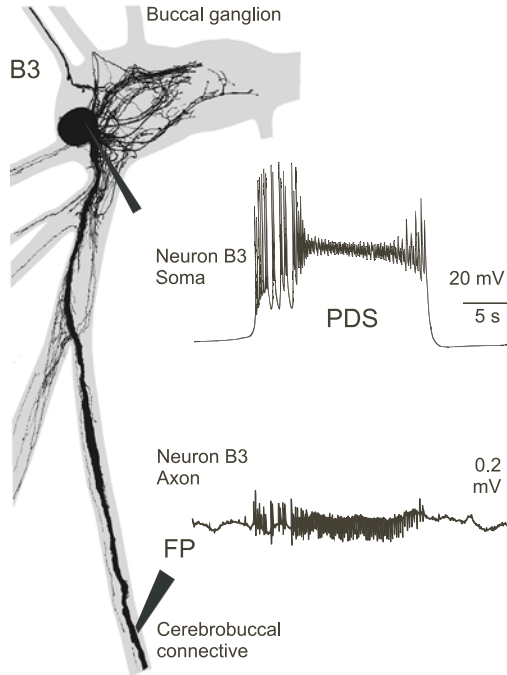 Buccal ganglion
B3
Neuron B3
Soma
20 mV
5 s
PDS
Neuron B3
Axon
0.2
mV
FP
Cerebrobuccal
connective